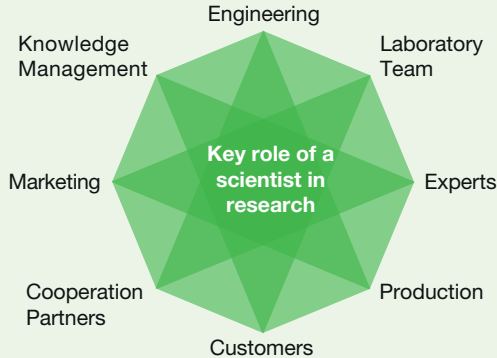 Engineering
Knowledge
Management
Laboratory
Team
Key role of a
scientist in
research
Marketing
Experts
Cooperation
Partners
Production
Customers